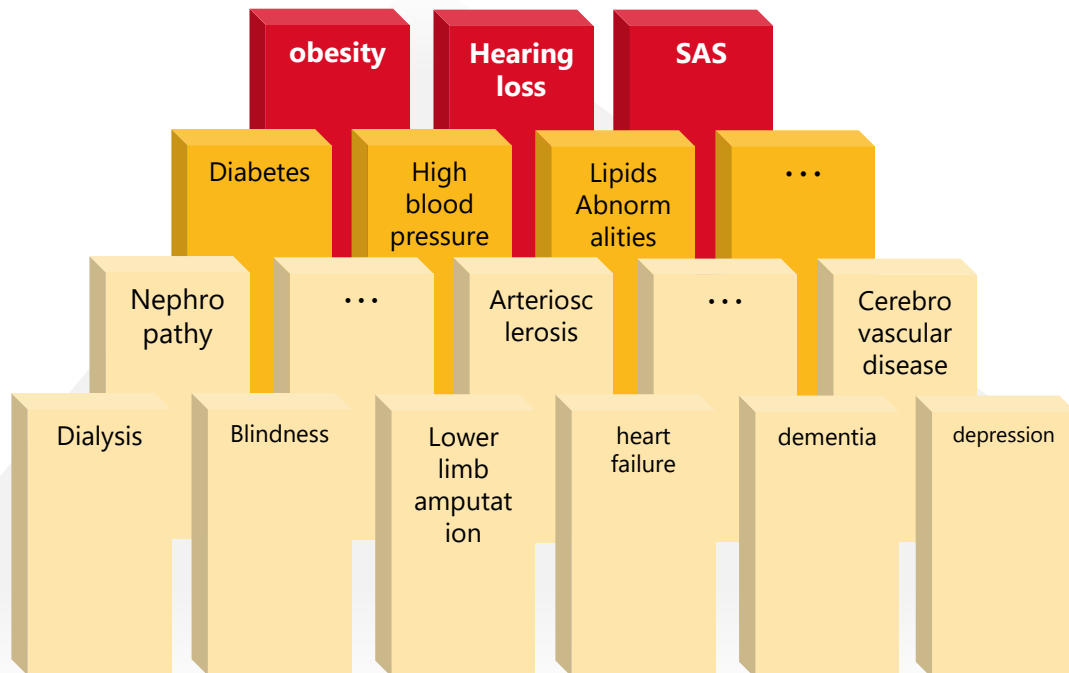 obesity
Hearing
loss
SAS
Diabetes
High
blood
pressure
Lipids
Abnorm
alities
･･･
Nephro
pathy
･･･
Arteriosc
lerosis
･･･
Cerebro
vascular
disease
Dialysis
Blindness
Lower
limb
amputat
ion
heart
failure
dementia
depression